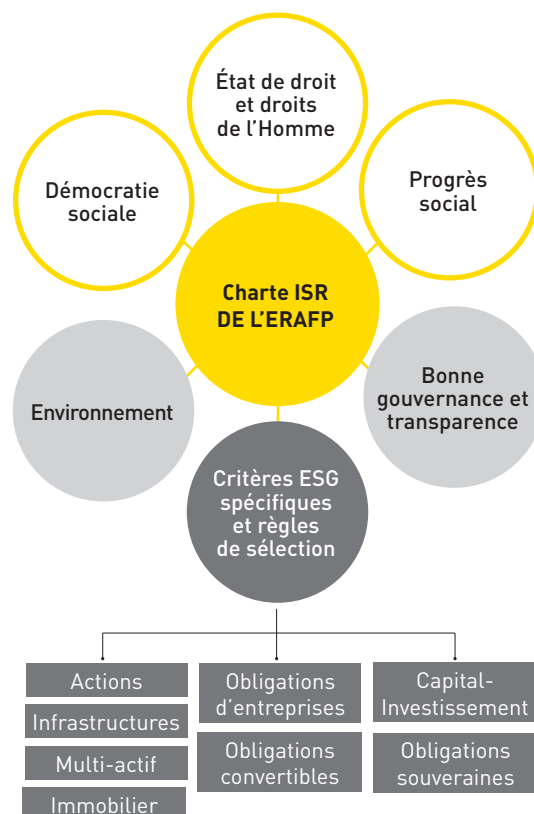 État de droit
et droits
de l'Homme
Démocratie
sociale
Progrès
social
Charte ISR
DE L'ERAFP
Environnement
Bonne
gouvernance et
transparence
Critères ESG
spécifiques
et règles
de sélection
Actions
Infrastructures
Multi-actif
Immobilier
Obligations
d'entreprises
Obligations
convertibles
Capital-
Investissement
Obligations
souveraines